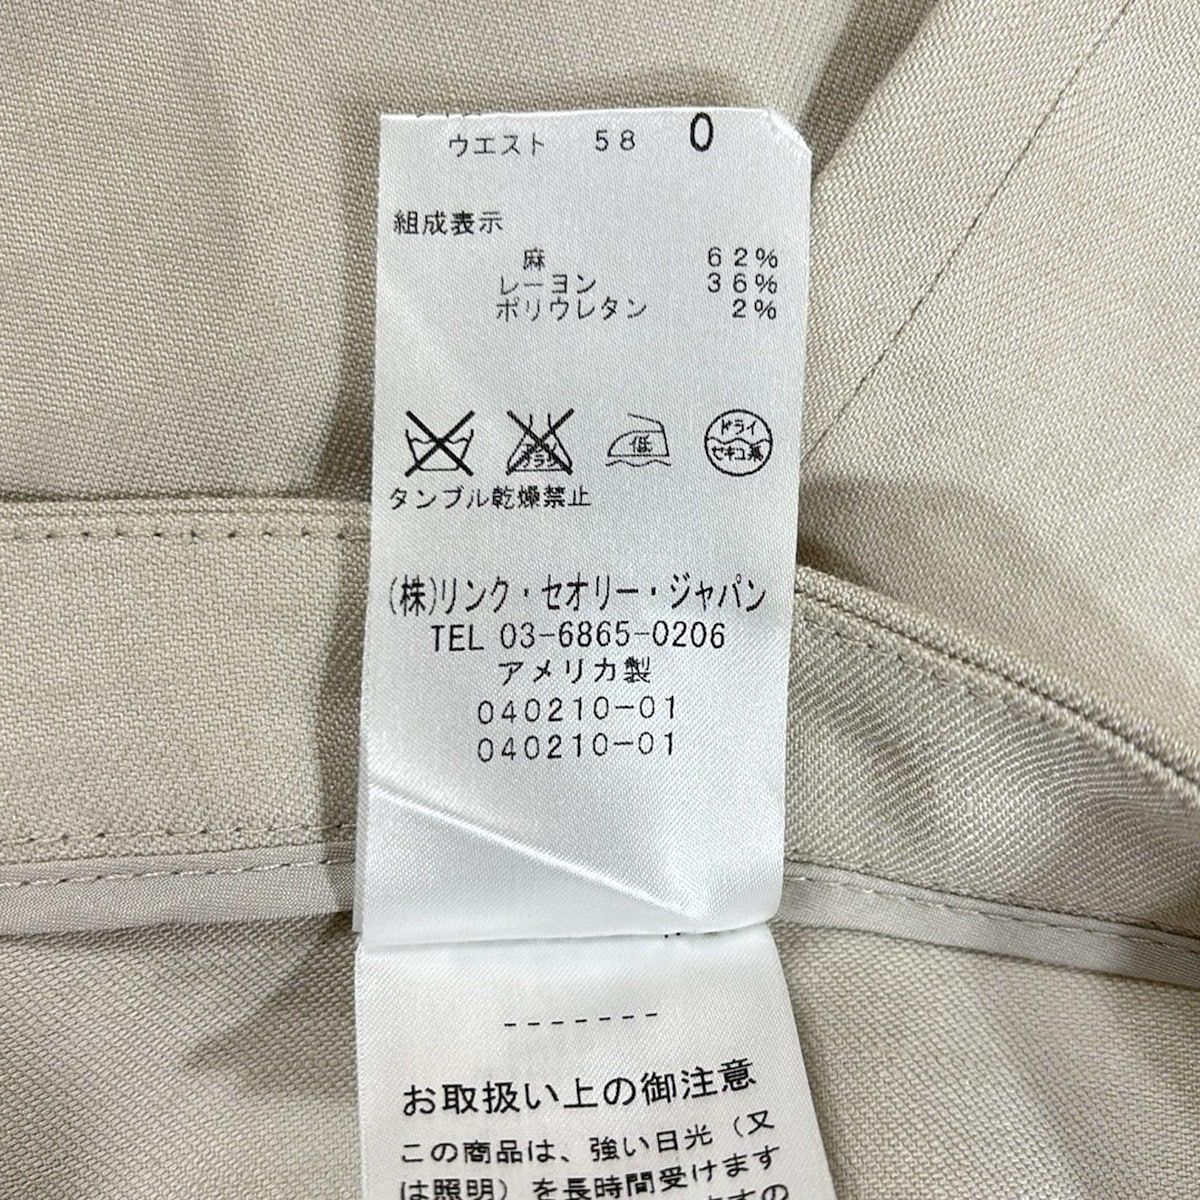 ウエスト 58 0
組成表示
麻 62%
レーヨン 36%
ポリウレタン 2%
ドライ
低 セキユ系
タンブル乾燥禁止
(株)リンク・セオリー・ジャパン
TEL 03-6865-0206
アメリカ製
040210-01
040210-01
-------
お取扱い上の御注意
この商品は、強い日光(又
は照明)を長時間受けます